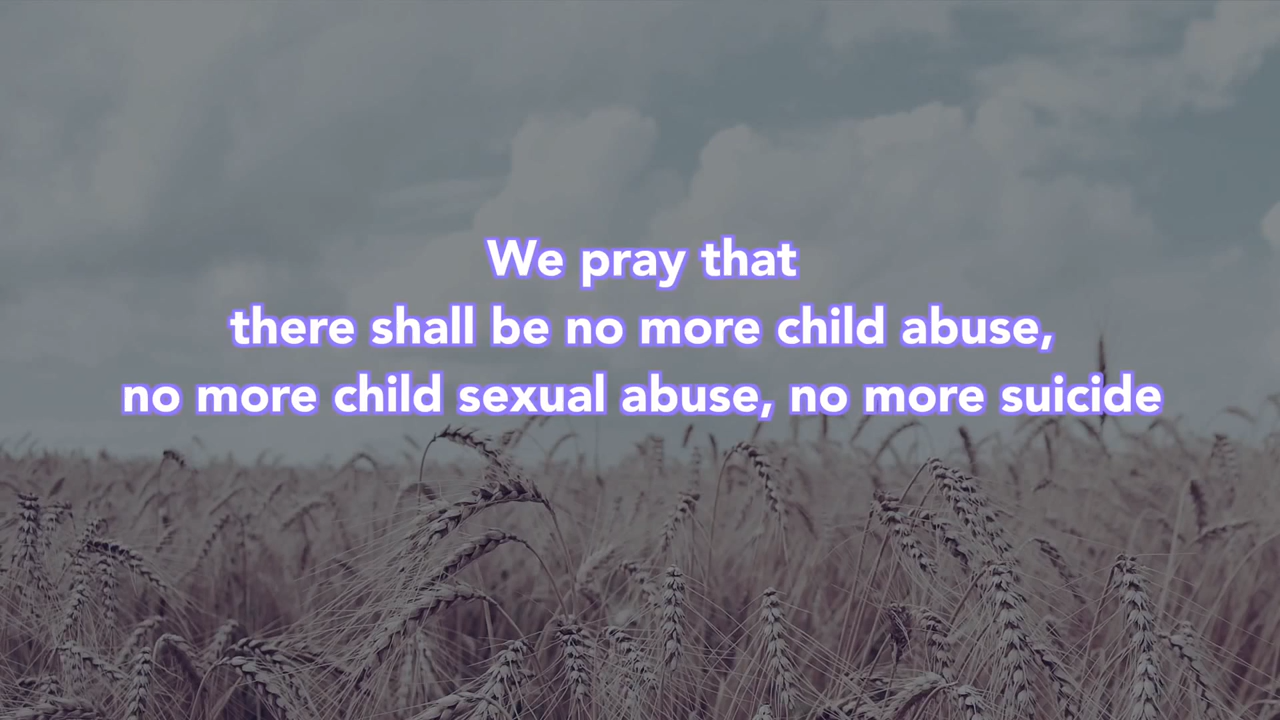 We pray that
there shall be no more child abuse,
no more child sexual abuse, no more suicide